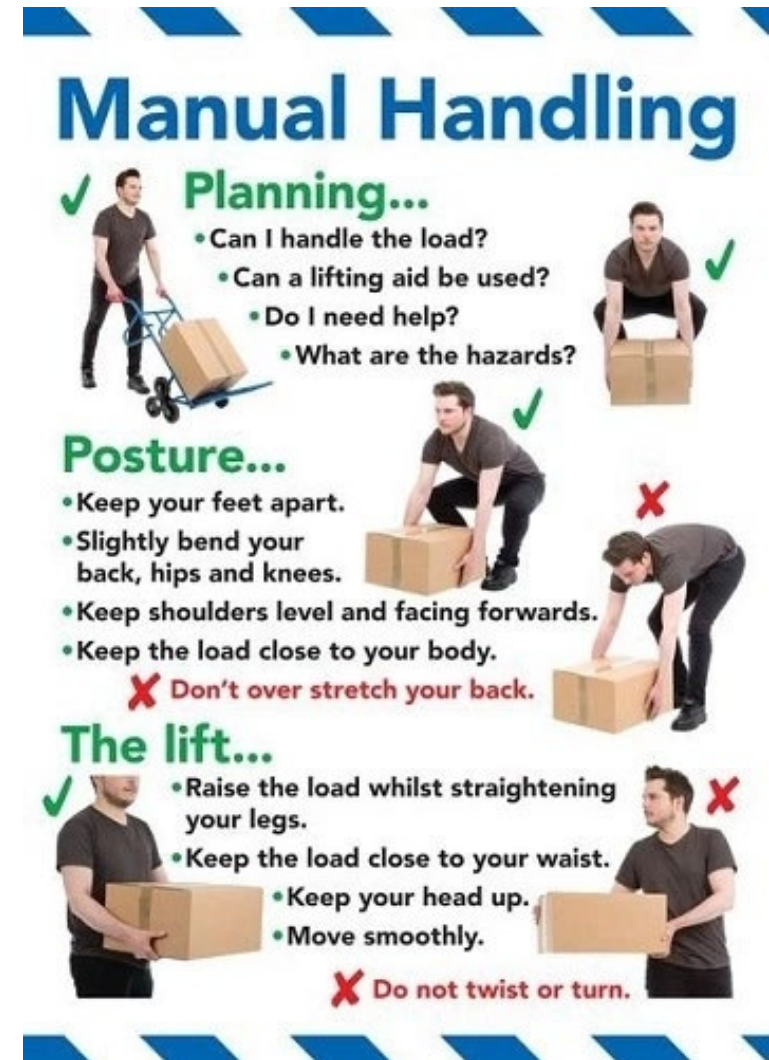 Manual Handling
Planning...
•Can I handle the load?
•Can a lifting aid be used?
•Do I need help?
•What are the hazards?
Posture...
•Keep your feet apart.
•Slightly bend your
back, hips and knees.
•Keep shoulders level and facing forwards.
•Keep the load close to your body.
✘ Don't over stretch your back.
The lift...
•Raise the load whilst straightening
your legs.
•Keep the load close to your waist.
•Keep your head up.
•Move smoothly.
✘ Do not twist or turn.